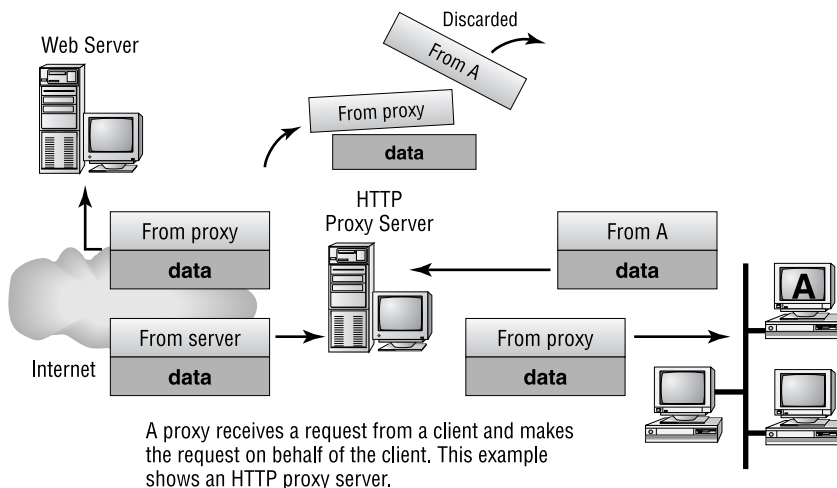 Discarded
Web Server
From A
From proxy
data
HTTP
Proxy Server
From proxy
data
From A
data
A
From server
data
From proxy
data
Internet
A proxy receives a request from a client and makes
the request on behalf of the client. This example
shows an HTTP proxy server.